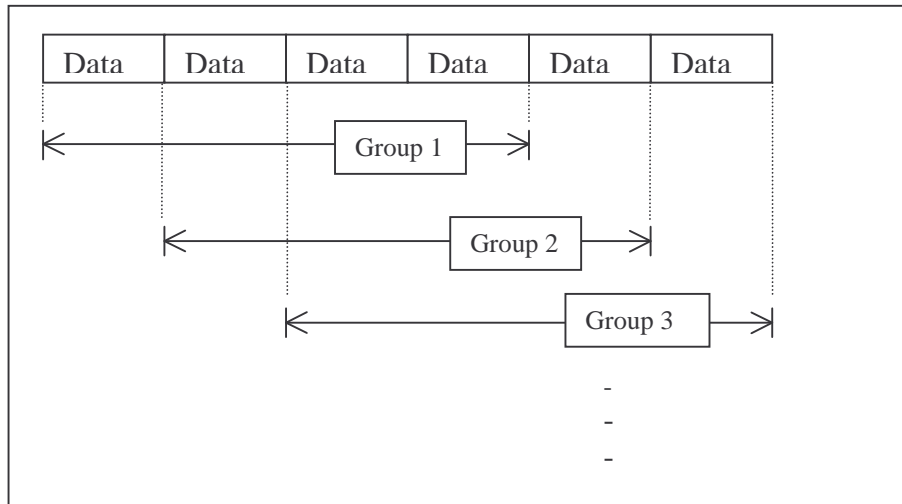 Data Data Data Data Data Data
Group 1
Group 2
Group 3
-
-
-